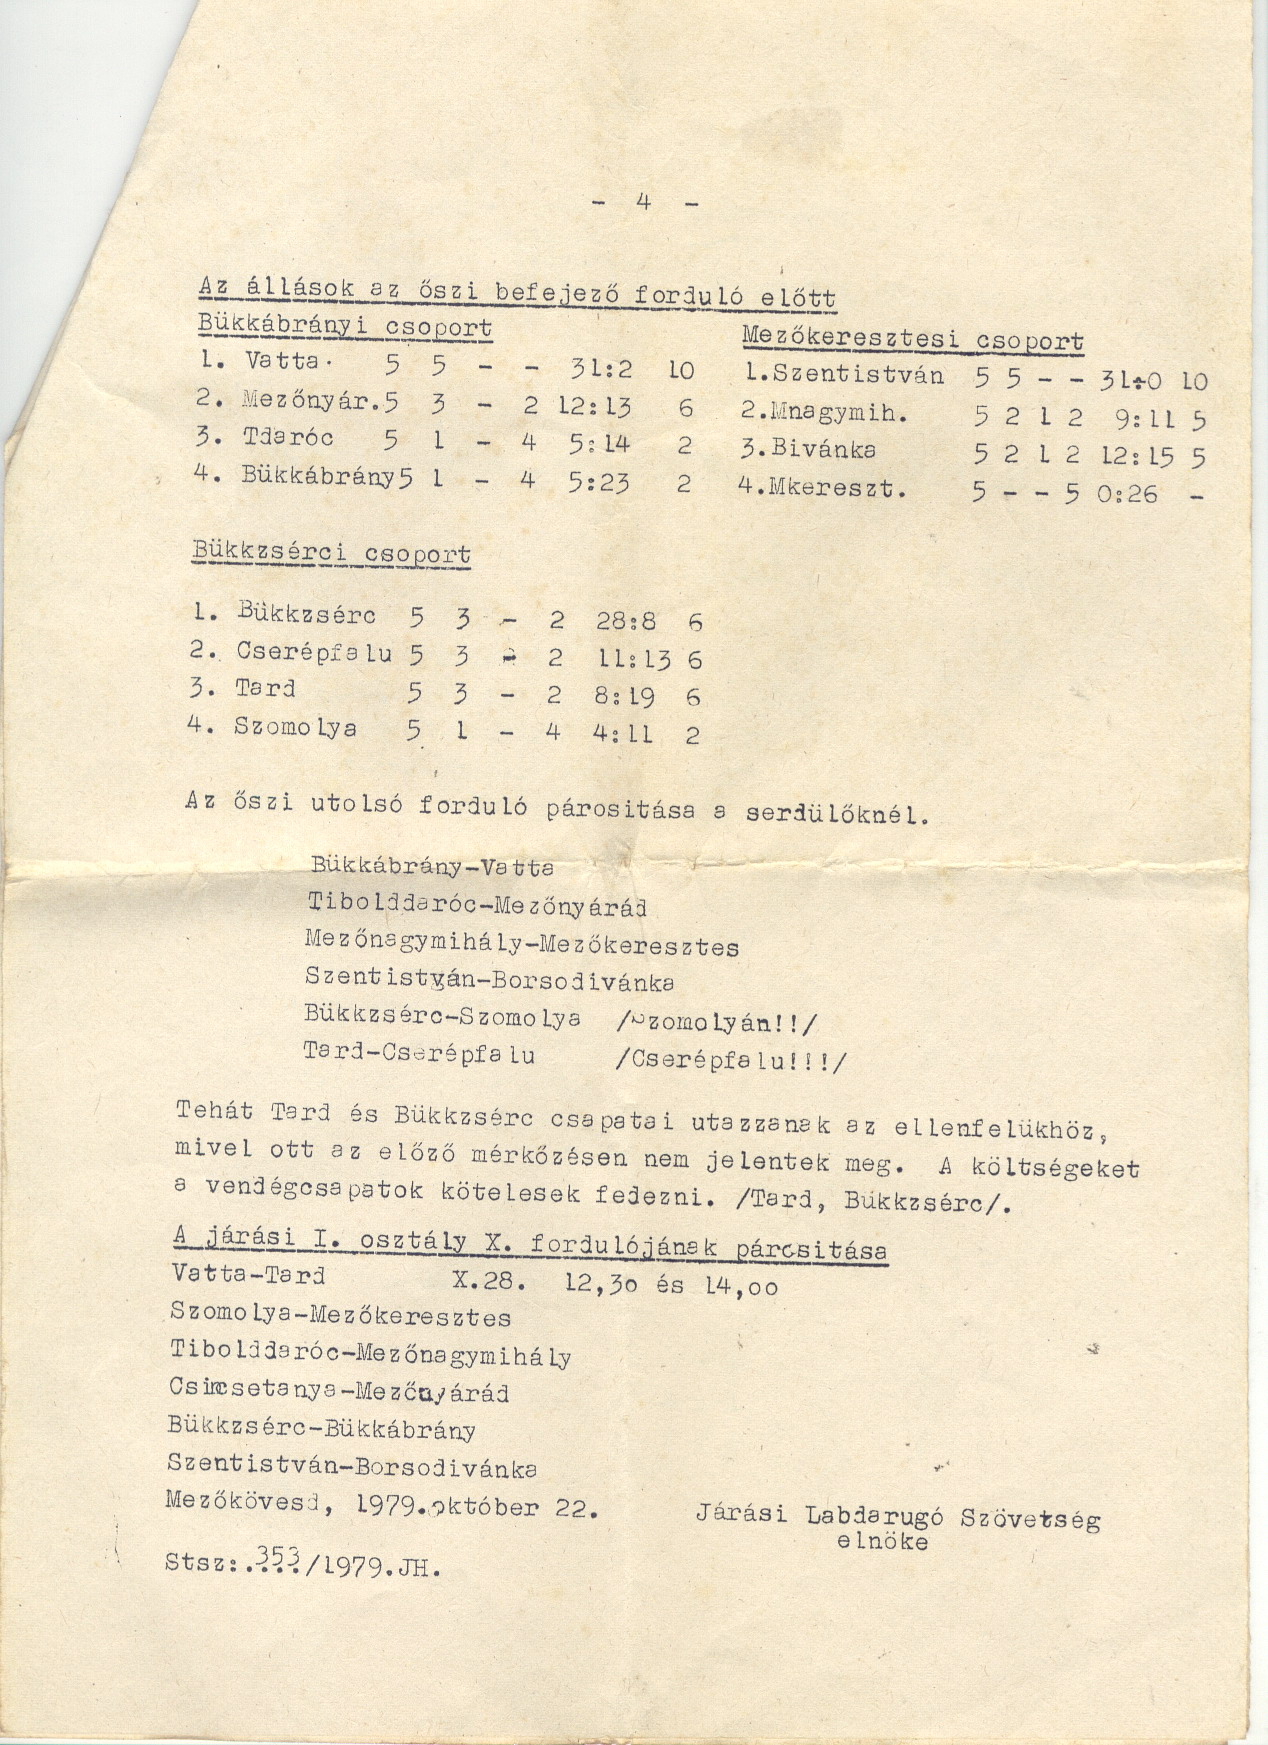 - 4 -
Az állások az őszi befejező forduló előtt
Bükkábrányi csoport
1. Vatta. 5 5 - - 31:2 10
2. Mezőnyár.5 3 - 2 12:13 6
3. Tdaróc 5 1 - 4 5:14 2
4. Bükkábrány5 1 - 4 5:23 2
Mezőkeresztesi csoport
1.Szentistván 5 5 - - 31:0 10
2.Mnagymih. 5 2 1 2 9:11 5
3.Bivánka 5 2 1 2 12:15 5
4.Mkereszt. 5 - - 5 0:26 -
Bükkzsérci csoport
1. Bükkzsérc 5 3 - 2 28:8 6
2. Cserépfalu 5 3 - 2 11:13 6
3. Tard 5 3 - 2 8:19 6
4. Szomolya 5 1 - 4 4:11 2
Az őszi utolsó forduló párositása a serdülőknél.
Bükkábrány-Vatta
Tibolddaróc-Mezőnyárád
Mezőnagymihály-Mezőkeresztes
Szentistván-Borsodivánka
Bükkzsérc-Szomolya /Szomolyán!!/
Tard-Cserépfalu /Cserépfalu!!!/
Tehát Tard és Bükkzsérc csapatai utazzanak az ellenfelükhöz,
mivel ott az előző mérkőzésen nem jelentek meg. A költségeket
a vendégcsapatok kötelesek fedezni. /Tard, Bükkzsérc/.
A járási I. osztály X. fordulójának párositása
Vatta-Tard X.28. 12,30 és 14,00
Szomolya-Mezőkeresztes
Tibolddaróc-Mezőnagymihály
Csincsetanya-Mezőnyárád
Bükkzsérc-Bükkábrány
Szentistván-Borsodivánka
Mezőkövesd, 1979.október 22.
Járási Labdarugó Szövetség
elnöke
Stsz:.353/1979.JH.